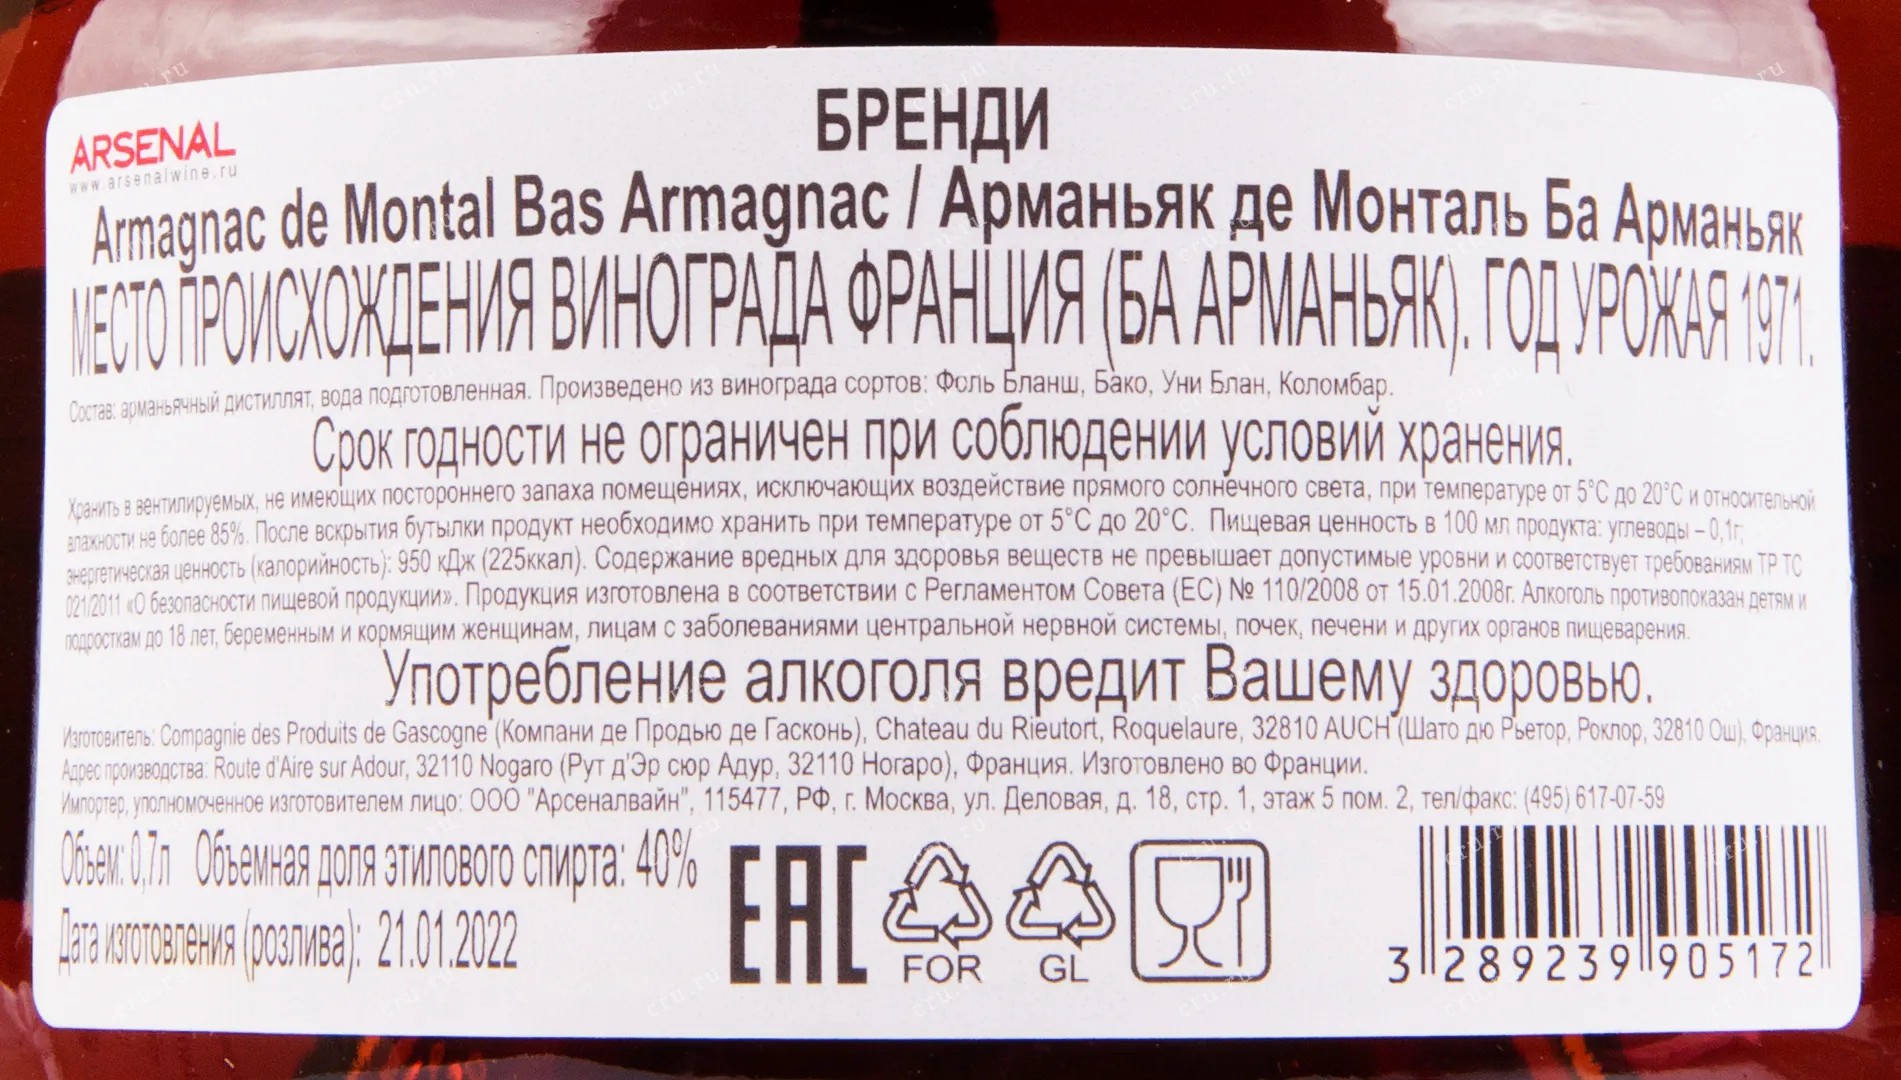 БРЕНДИ
ARSENAL
www.arsenalwine.ru
Armagnac de Montal Bas Armagnac / Арманьяк де Монталь Ба Арманьяк
МЕСТО ПРОИСХОЖДЕНИЯ ВИНОГРАДА ФРАНЦИЯ (БА АРМАНЬЯК). ГОД УРОЖАЯ 1971.
Состав: арманьячный дистиллят, вода подготовленная. Произведено из винограда сортов: Фоль Бланш, Бако, Уни Блан, Коломбар.
Срок годности не ограничен при соблюдении условий хранения.
Хранить в вентилируемых, не имеющих постороннего запаха помещениях, исключающих воздействие прямого солнечного света, при температуре от 5°С до 20°С и относительной
влажности не более 85%. После вскрытия бутылки продукт необходимо хранить при температуре от 5°С до 20°С. Пищевая ценность в 100 мл продукта: углеводы – 0,1г;
энергетическая ценность (калорийность): 950 кДж (225ккал). Содержание вредных для здоровья веществ не превышает допустимые уровни и соответствует требованиям ТР ТС
021/2011 «О безопасности пищевой продукции». Продукция изготовлена в соответствии с Регламентом Совета (ЕС) № 110/2008 от 15.01.2008г. Алкоголь противопоказан детям и
подросткам до 18 лет, беременным и кормящим женщинам, лицам с заболеваниями центральной нервной системы, почек, печени и других органов пищеварения.
Употребление алкоголя вредит Вашему здоровью.
Изготовитель: Compagnie des Produits de Gascogne (Компани де Продью де Гасконь), Chateau du Rieutort, Roquelaure, 32810 AUCH (Шато дю Рьетор, Роклор, 32810 Ош), Франция.
Адрес производства: Route d'Aire sur Adour, 32110 Nogaro (Рут д'Эр сюр Адур, 32110 Ногаро), Франция. Изготовлено во Франции.
Импортер, уполномоченное изготовителем лицо: ООО "Арсеналвайн", 115477, РФ, г. Москва, ул. Деловая, д. 18, стр. 1, этаж 5 пом. 2, тел/факс: (495) 617-07-59
Объем: 0,7л Объемная доля этилового спирта: 40%
Дата изготовления (розлива): 21.01.2022
EAC
FOR
GL
3 289239 905172